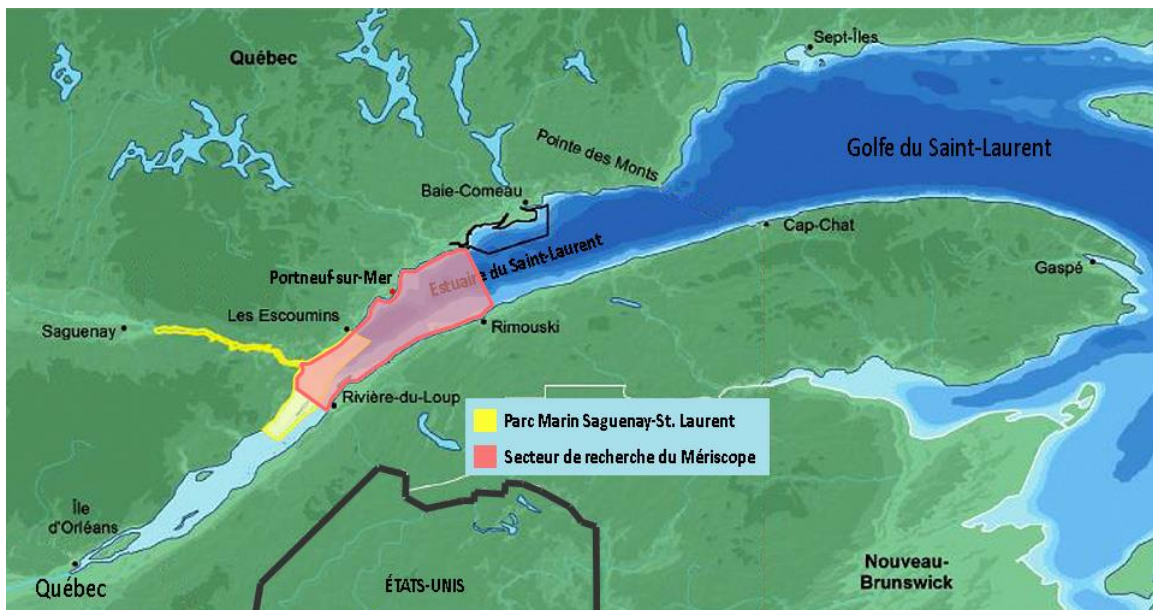 Sept-Îles
Québec
Golfe du Saint-Laurent
Pointe des Monts
Baie-Comeau
Cap-Chat
Estuaire du Saint-Laurent
Gaspé
Portneuf-sur-Mer
Saguenay
Les Escoumins
Rimouski
Rivière-du-Loup
Parc Marin Saguenay-St. Laurent
Secteur de recherche du Mériscope
Île
d'Orléans
Québec
ÉTATS-UNIS
Nouveau-
Brunswick